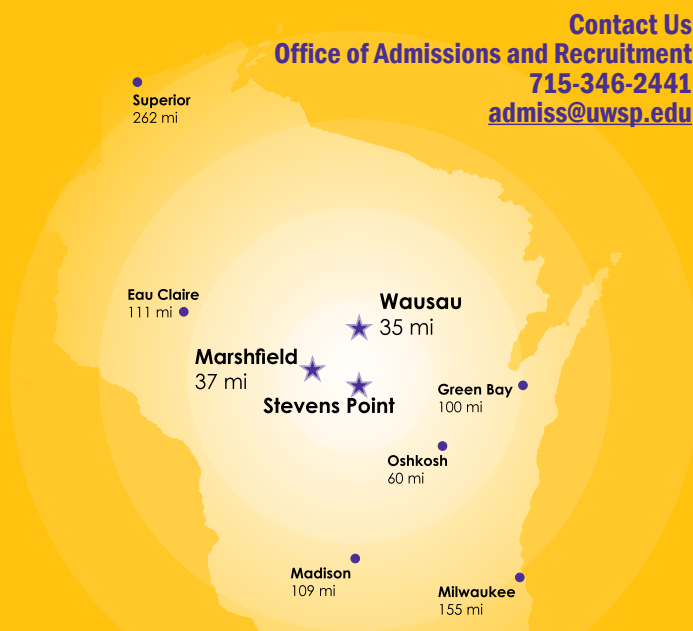 Contact Us
Office of Admissions and Recruitment
715-346-2441
admiss@uwsp.edu
Superior
262 mi
Eau Claire
111 mi
Wausau
35 mi
Marshfield
37 mi
Stevens Point
Green Bay
100 mi
Oshkosh
60 mi
Madison
109 mi
Milwaukee
155 mi